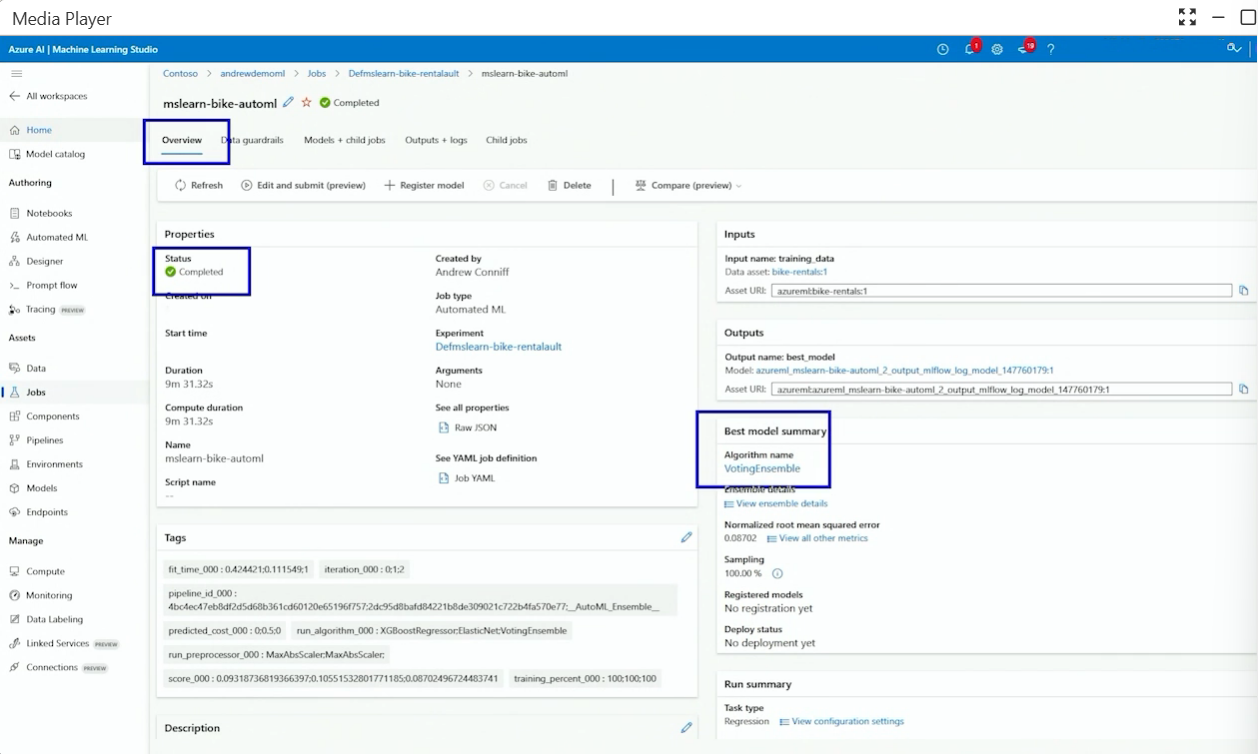 Media Player
Azure AI | Machine Learning Studio
1
19
?
All workspaces
Home
Model catalog
Authoring
Notebooks
Automated ML
Designer
Prompt flow
Tracing PREVIEW
Assets
Data
Jobs
Components
Pipelines
Environments
Models
Endpoints
Manage
Compute
Monitoring
Data Labeling
Linked Services PREVIEW
Connections PREVIEW
Contoso > andrewdemoml > Jobs > Defmslearn-bike-rentalault > mslearn-bike-automl
mslearn-bike-automl Completed
Overview Data guardrails Models + child jobs Outputs + logs Child jobs
Refresh Edit and submit (preview) Register model Cancel Delete Compare (preview)
Properties
Status
Completed
Created on
Start time
Duration
9m 31.32s
Compute duration
9m 31.32s
Name
mslearn-bike-automl
Script name
--
Created by
Andrew Conniff
Job type
Automated ML
Experiment
Defmslearn-bike-rentalault
Arguments
None
See all properties
Raw JSON
See YAML job definition
Job YAML
Tags
fit_time_000 : 0.424421;0.111549;1 iteration_000 : 0;1;2
pipeline_id_000 :
4bc4ec47eb8df2d5d68b361cd60120e65196f757;2dc95d8bafd84221b8de309021c722b4fa570e77;__AutoML_Ensemble__
predicted_cost_000 : 0;0.5;0 run_algorithm_000 : XGBoostRegressor;ElasticNet;VotingEnsemble
run_preprocessor_000 : MaxAbsScaler;MaxAbsScaler;
score_000 : 0.09318736819366397;0.10551532801771185;0.08702496724483741 training_percent_000 : 100;100;100
Description
Inputs
Input name: training_data
Data asset: bike-rentals:1
Asset URI: azureml:bike-rentals:1
Outputs
Output name: best_model
Model: azureml_mslearn-bike-automl_2_output_mlflow_log_model_147760179:1
Asset URI: azureml:azureml_mslearn-bike-automl_2_output_mlflow_log_model_147760179:1
Best model summary
Algorithm name
VotingEnsemble
Ensemble details
View ensemble details
Normalized root mean squared error
0.08702 View all other metrics
Sampling
100.00 %
Registered models
No registration yet
Deploy status
No deployment yet
Run summary
Task type
Regression View configuration settings